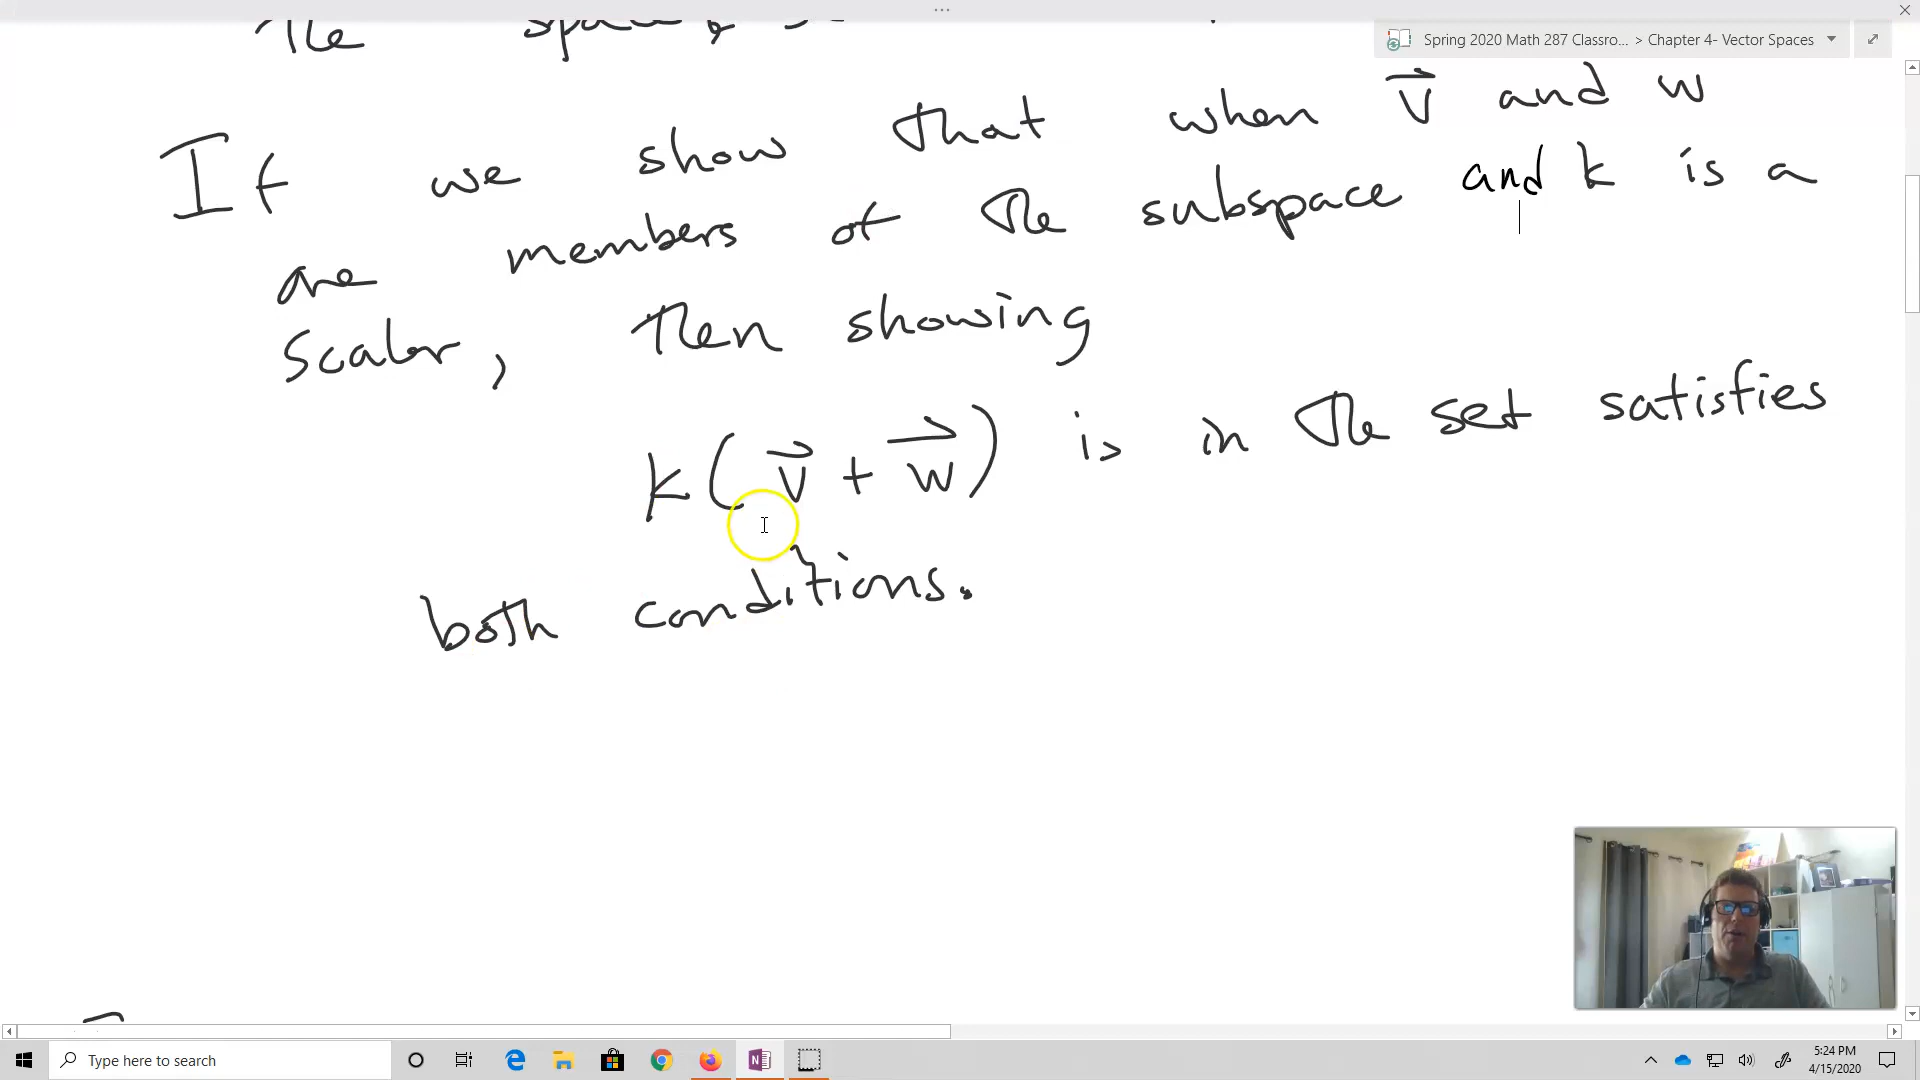 Spring 2020 Math 287 Classro... > Chapter 4- Vector Spaces
The space,
If we show that when v⃗ and w
are members of the subspace and k is a
scalar, then showing
k(v⃗ + w⃗) is in the set satisfies
both conditions.
Type here to search
5:24 PM
4/15/2020